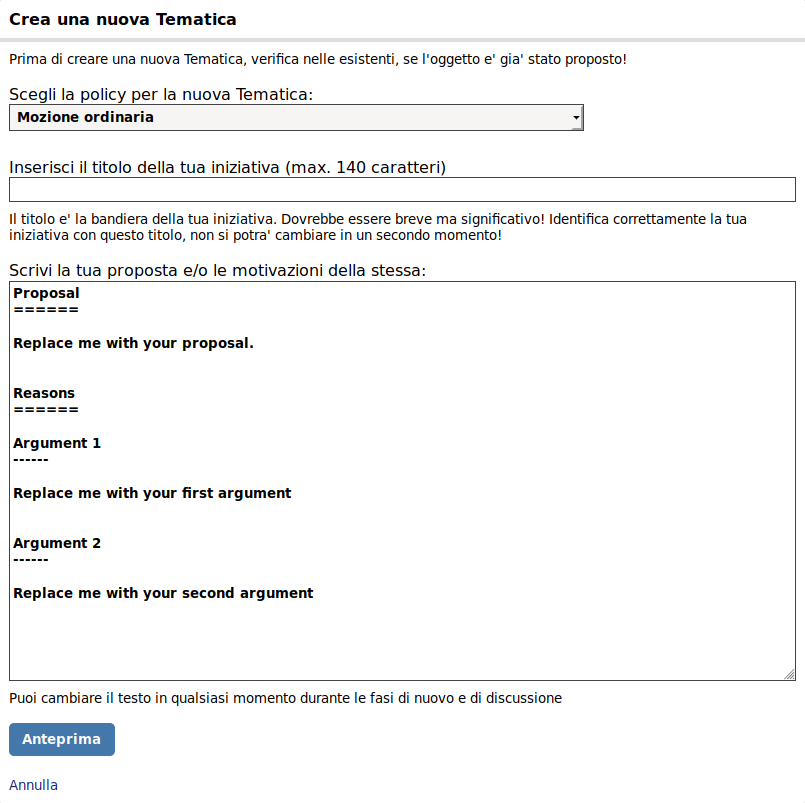 Crea una nuova Tematica
Prima di creare una nuova Tematica, verifica nelle esistenti, se l'oggetto e' gia' stato proposto!
Scegli la policy per la nuova Tematica:
Mozione ordinaria
Inserisci il titolo della tua iniziativa (max. 140 caratteri)
Il titolo e' la bandiera della tua iniziativa. Dovrebbe essere breve ma significativo! Identifica correttamente la tua
iniziativa con questo titolo, non si potra' cambiare in un secondo momento!
Scrivi la tua proposta e/o le motivazioni della stessa:
Proposal
======
Replace me with your proposal.
Reasons
======
Argument 1
------
Replace me with your first argument
Argument 2
------
Replace me with your second argument
Puoi cambiare il testo in qualsiasi momento durante le fasi di nuovo e di discussione
Anteprima
Annulla